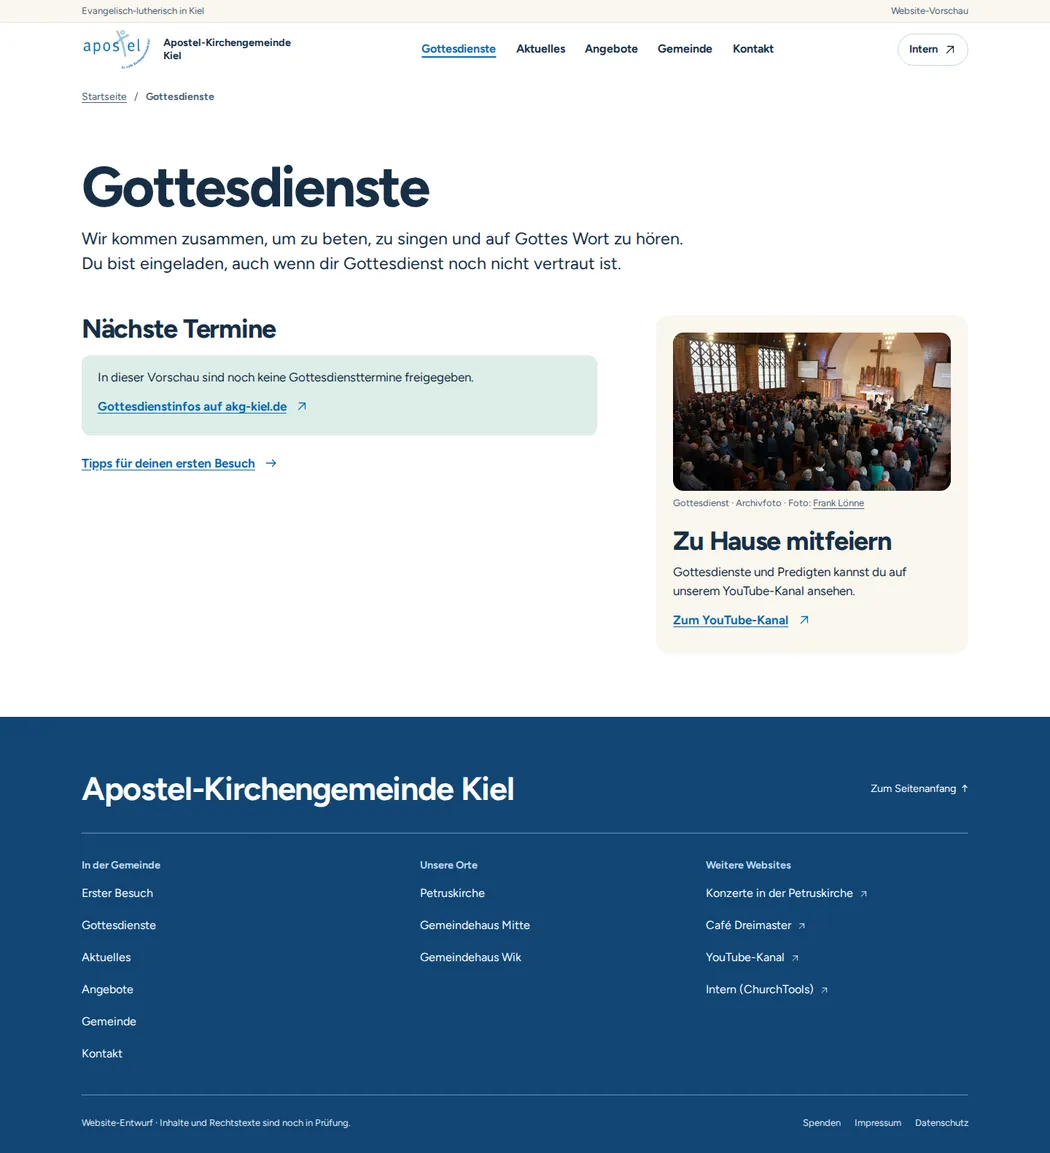 Evangelisch-lutherisch in Kiel
Website-Vorschau
apostel
Apostel-Kirchengemeinde
Kiel
Gottesdienste
Aktuelles
Angebote
Gemeinde
Kontakt
Intern ↗
Startseite / Gottesdienste
Gottesdienste
Wir kommen zusammen, um zu beten, zu singen und auf Gottes Wort zu hören.
Du bist eingeladen, auch wenn dir Gottesdienst noch nicht vertraut ist.
Nächste Termine
In dieser Vorschau sind noch keine Gottesdiensttermine freigegeben.
Gottesdienstinfos auf akg-kiel.de ↗
Tipps für deinen ersten Besuch →
Gottesdienst · Archivfoto · Foto: Frank Lönne
Zu Hause mitfeiern
Gottesdienste und Predigten kannst du auf
unserem YouTube-Kanal ansehen.
Zum YouTube-Kanal ↗
Apostel-Kirchengemeinde Kiel
Zum Seitenanfang ↑
In der Gemeinde
Erster Besuch
Gottesdienste
Aktuelles
Angebote
Gemeinde
Kontakt
Unsere Orte
Petruskirche
Gemeindehaus Mitte
Gemeindehaus Wik
Weitere Websites
Konzerte in der Petruskirche ↗
Café Dreimaster ↗
YouTube-Kanal ↗
Intern (ChurchTools) ↗
Website-Entwurf · Inhalte und Rechtstexte sind noch in Prüfung.
Spenden
Impressum
Datenschutz